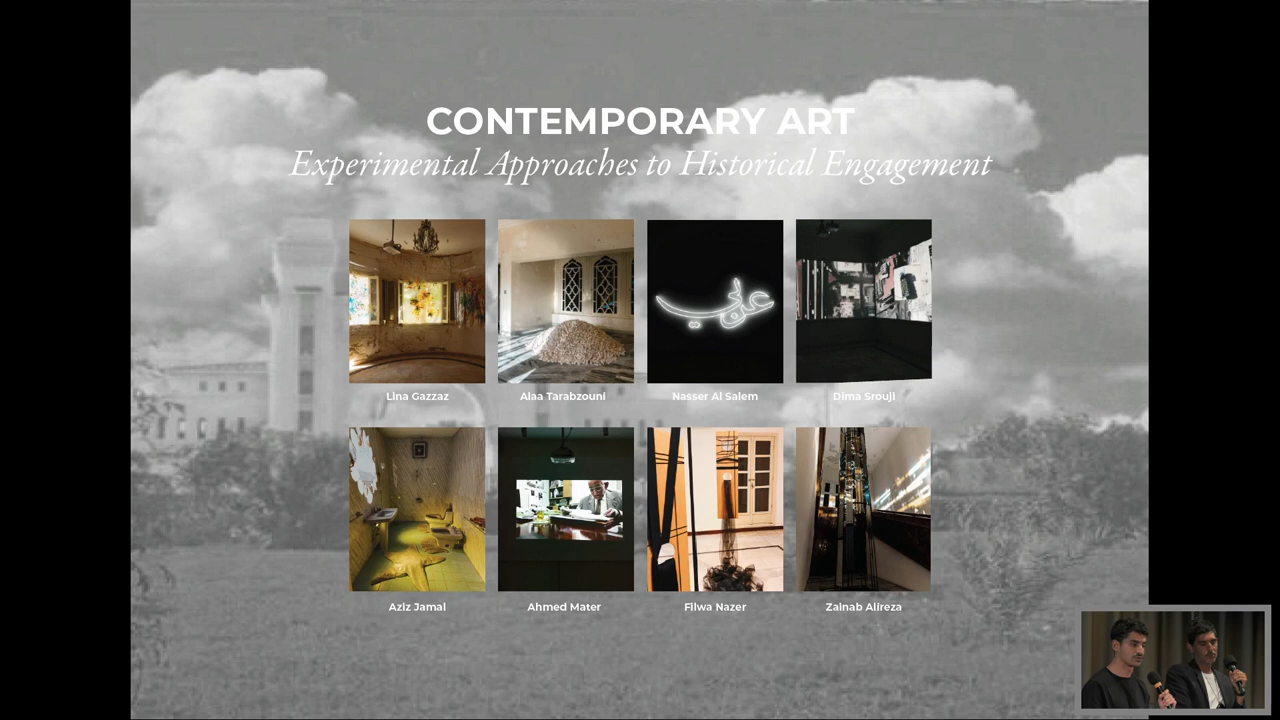 CONTEMPORARY ART
Experimental Approaches to Historical Engagement
Lina Gazzaz
Alaa Tarabzouni
Nasser Al Salem
Dima Srouji
Aziz Jamal
Ahmed Mater
Filwa Nazer
Zainab Alireza